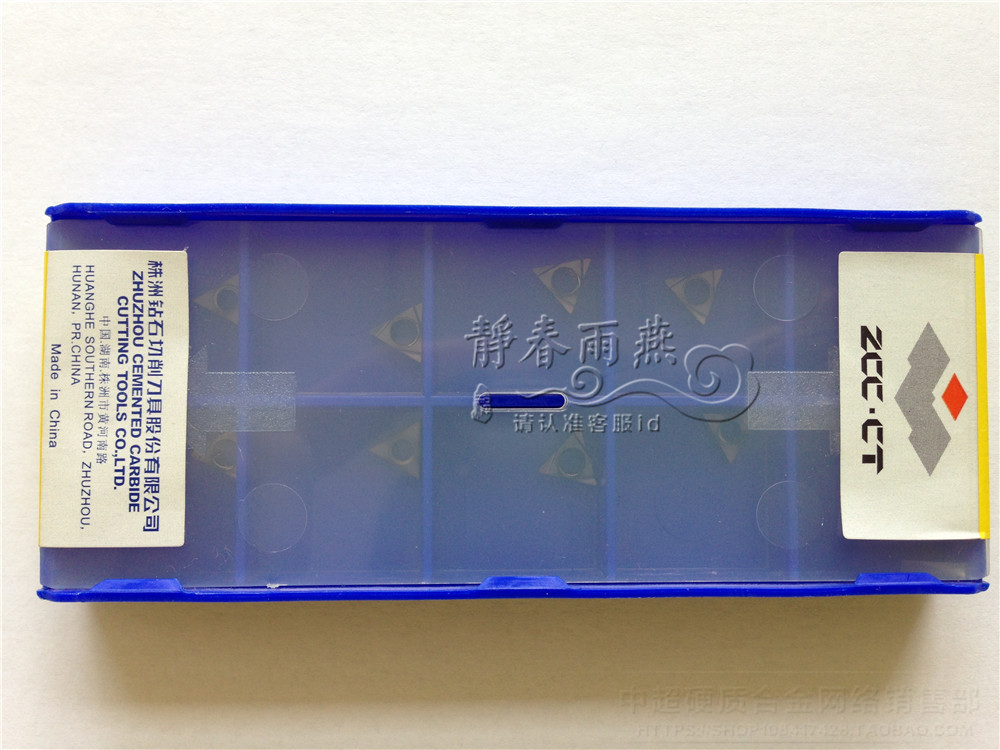 株洲钻石切削刀具股份有限公司
ZHUZHOU CEMENTED CARBIDE
CUTTING TOOLS CO.,LTD.
中国.湖南.株洲市黄河南路
HUANGHE SOUTHERN ROAD, ZHUZHOU,
HUNAN, PR.CHINA
Made in China
静春雨燕
请认准客服id
ZCC·CT
中超硬质合金网络销售部